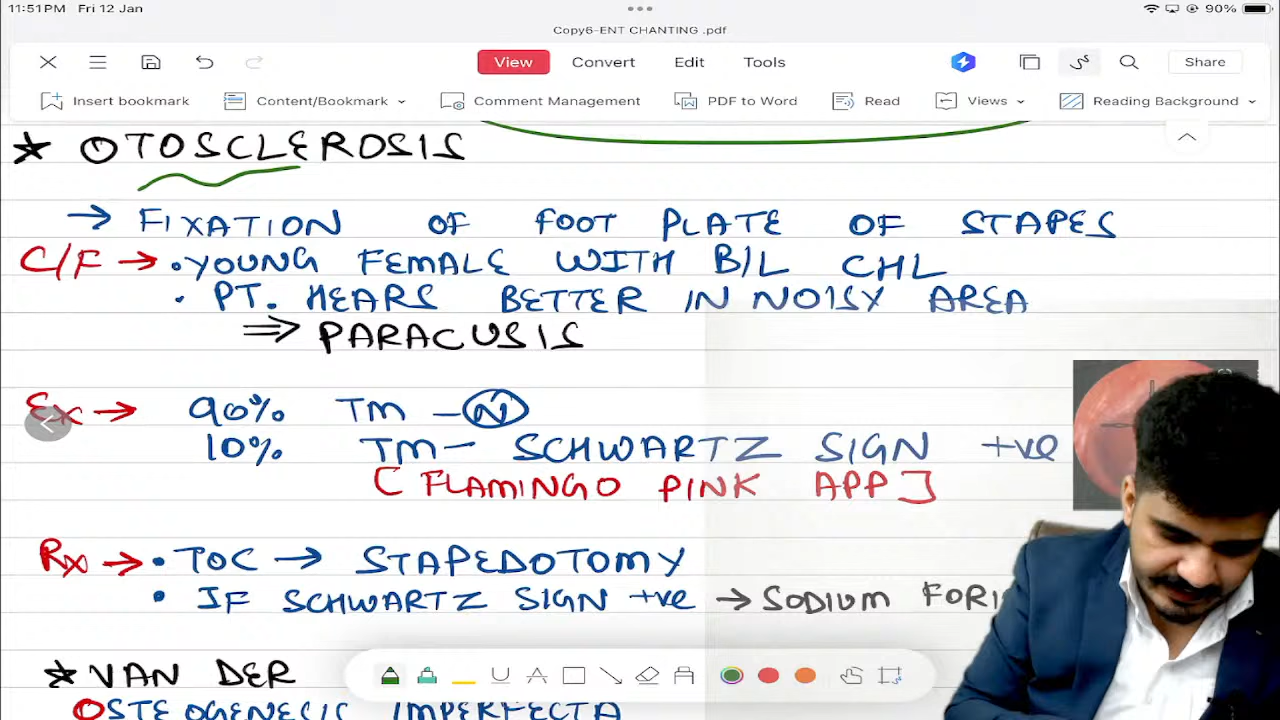 11:51PM Fri 12 Jan 90%
Copy6-ENT CHANTING .pdf
View Convert Edit Tools Share
Insert bookmark Content/Bookmark Comment Management PDF to Word Read Views Reading Background
★ OTOSCLEROSIS
→ FIXATION OF FOOT PLATE OF STAPES
C/F → • YOUNG FEMALE WITH B/L CHL
• PT. HEARS BETTER IN NOISY AREA
⇒ PARACUSIS
Ex → 90% TM – N
10% TM – SCHWARTZ SIGN +ve
[FLAMINGO PINK APP]
Rx → • TOC → STAPEDOTOMY
• IF SCHWARTZ SIGN +ve → SODIUM
★ VAN DER
OSTEOGENESIS IMPERFECTA